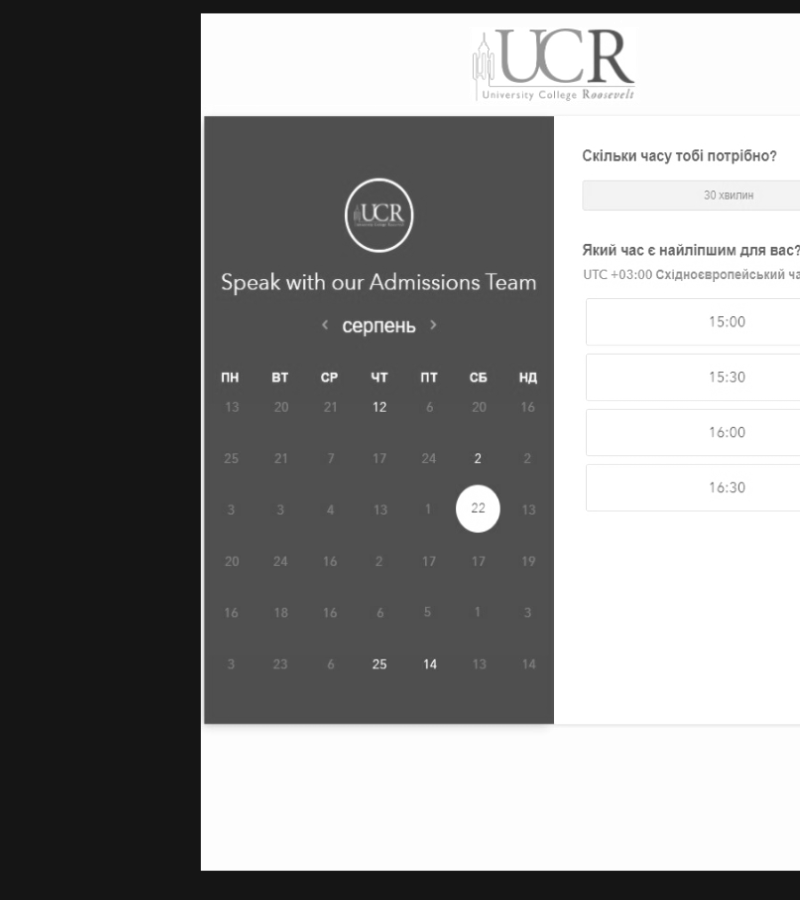 UCR
University College Roosevelt
UCR
Speak with our Admissions Team
‹ серпень ›
ПН ВТ СР ЧТ ПТ СБ НД
13 20 21 12 6 20 16
25 21 7 17 24 2 2
3 3 4 13 1 22 13
20 24 16 2 17 17 19
16 18 16 6 5 1 3
3 23 6 25 14 13 14
Скільки часу тобі потрібно?
30 хвилин
Який час є найліпшим для вас?
UTC +03:00 Східноєвропейський ча
15:00
15:30
16:00
16:30